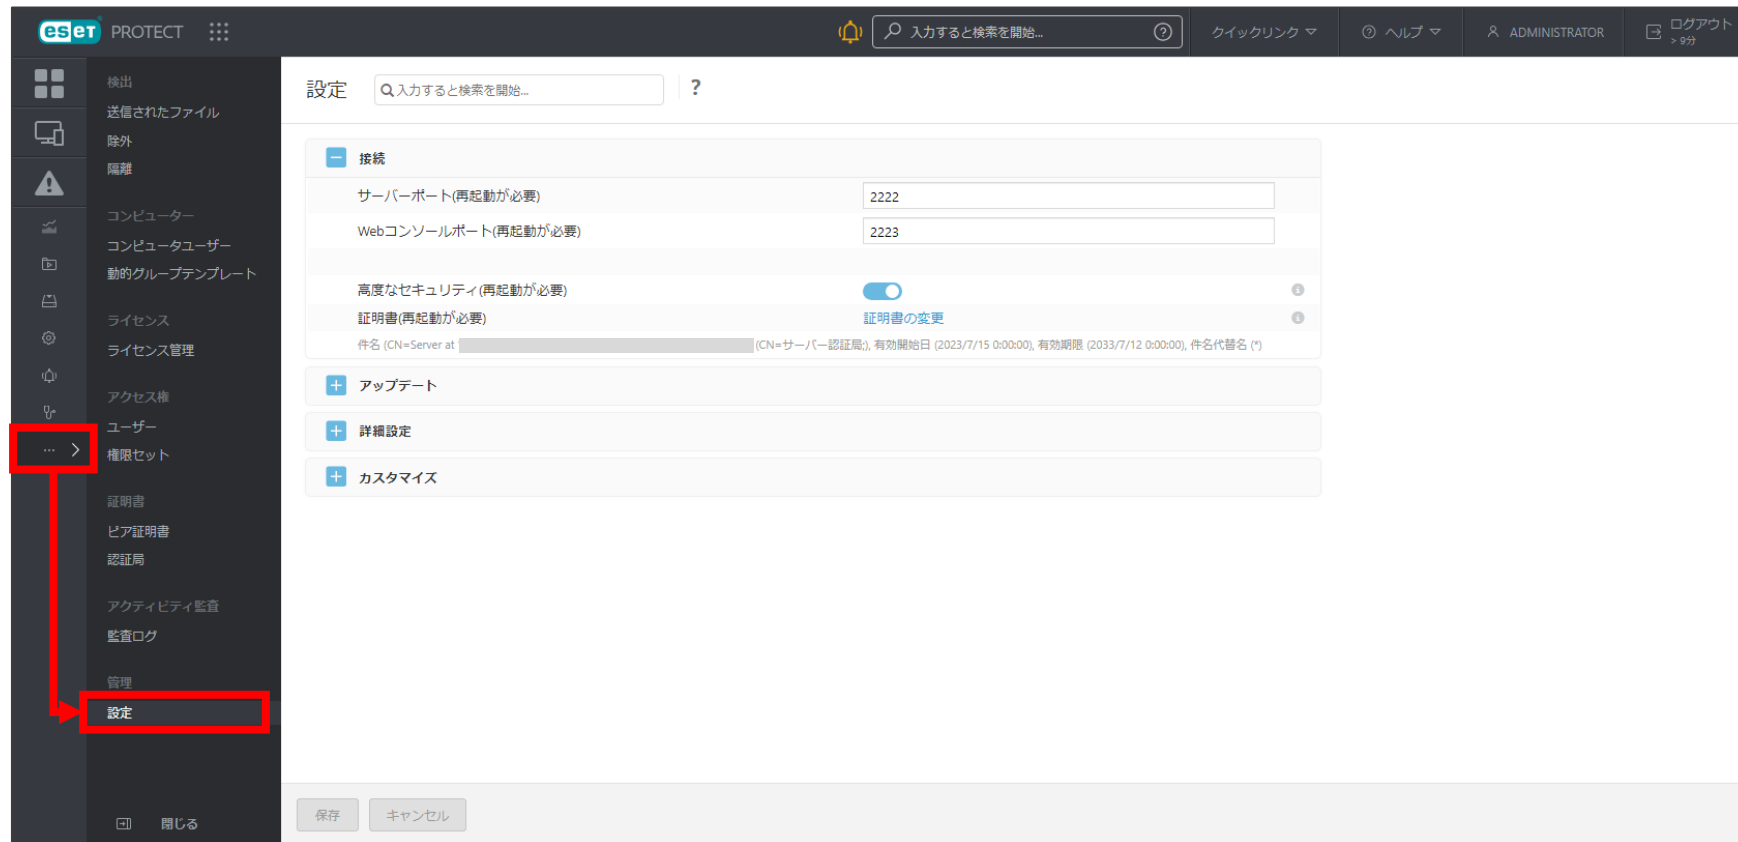 eset PROTECT
入力すると検索を開始...
クイックリンク
ヘルプ
ADMINISTRATOR
ログアウト
> 9分
検出
送信されたファイル
除外
隔離
コンピューター
コンピュータユーザー
動的グループテンプレート
ライセンス
ライセンス管理
アクセス権
ユーザー
権限セット
証明書
ピア証明書
認証局
アクティビティ監査
監査ログ
管理
設定
閉じる
設定
入力すると検索を開始...
?
接続
サーバーポート(再起動が必要)
2222
Webコンソールポート(再起動が必要)
2223
高度なセキュリティ(再起動が必要)
証明書(再起動が必要)
証明書の変更
件名 (CN=Server at (CN=サーバー認証局;), 有効開始日 (2023/7/15 0:00:00), 有効期限 (2033/7/12 0:00:00), 件名代替名 (*)
アップデート
詳細設定
カスタマイズ
保存
キャンセル